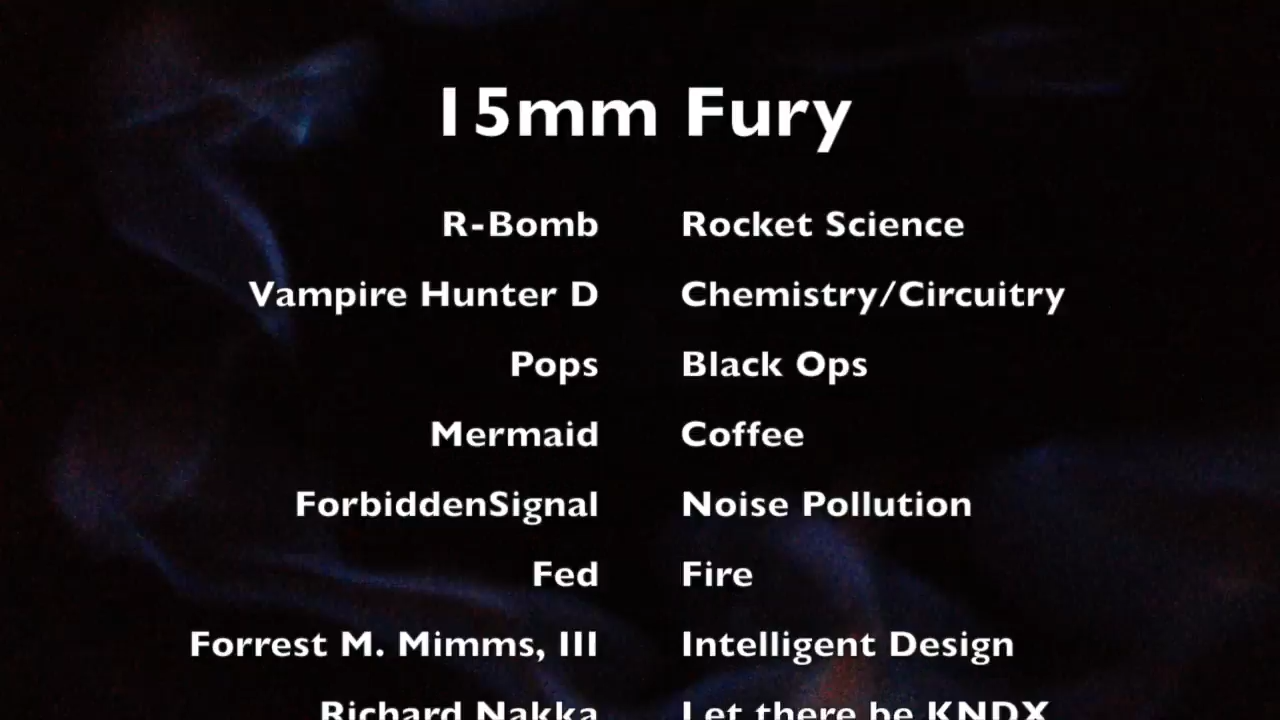 15mm Fury
R-Bomb Rocket Science
Vampire Hunter D Chemistry/Circuitry
Pops Black Ops
Mermaid Coffee
ForbiddenSignal Noise Pollution
Fed Fire
Forrest M. Mimms, III Intelligent Design
Richard Nakka Let there be KNDX